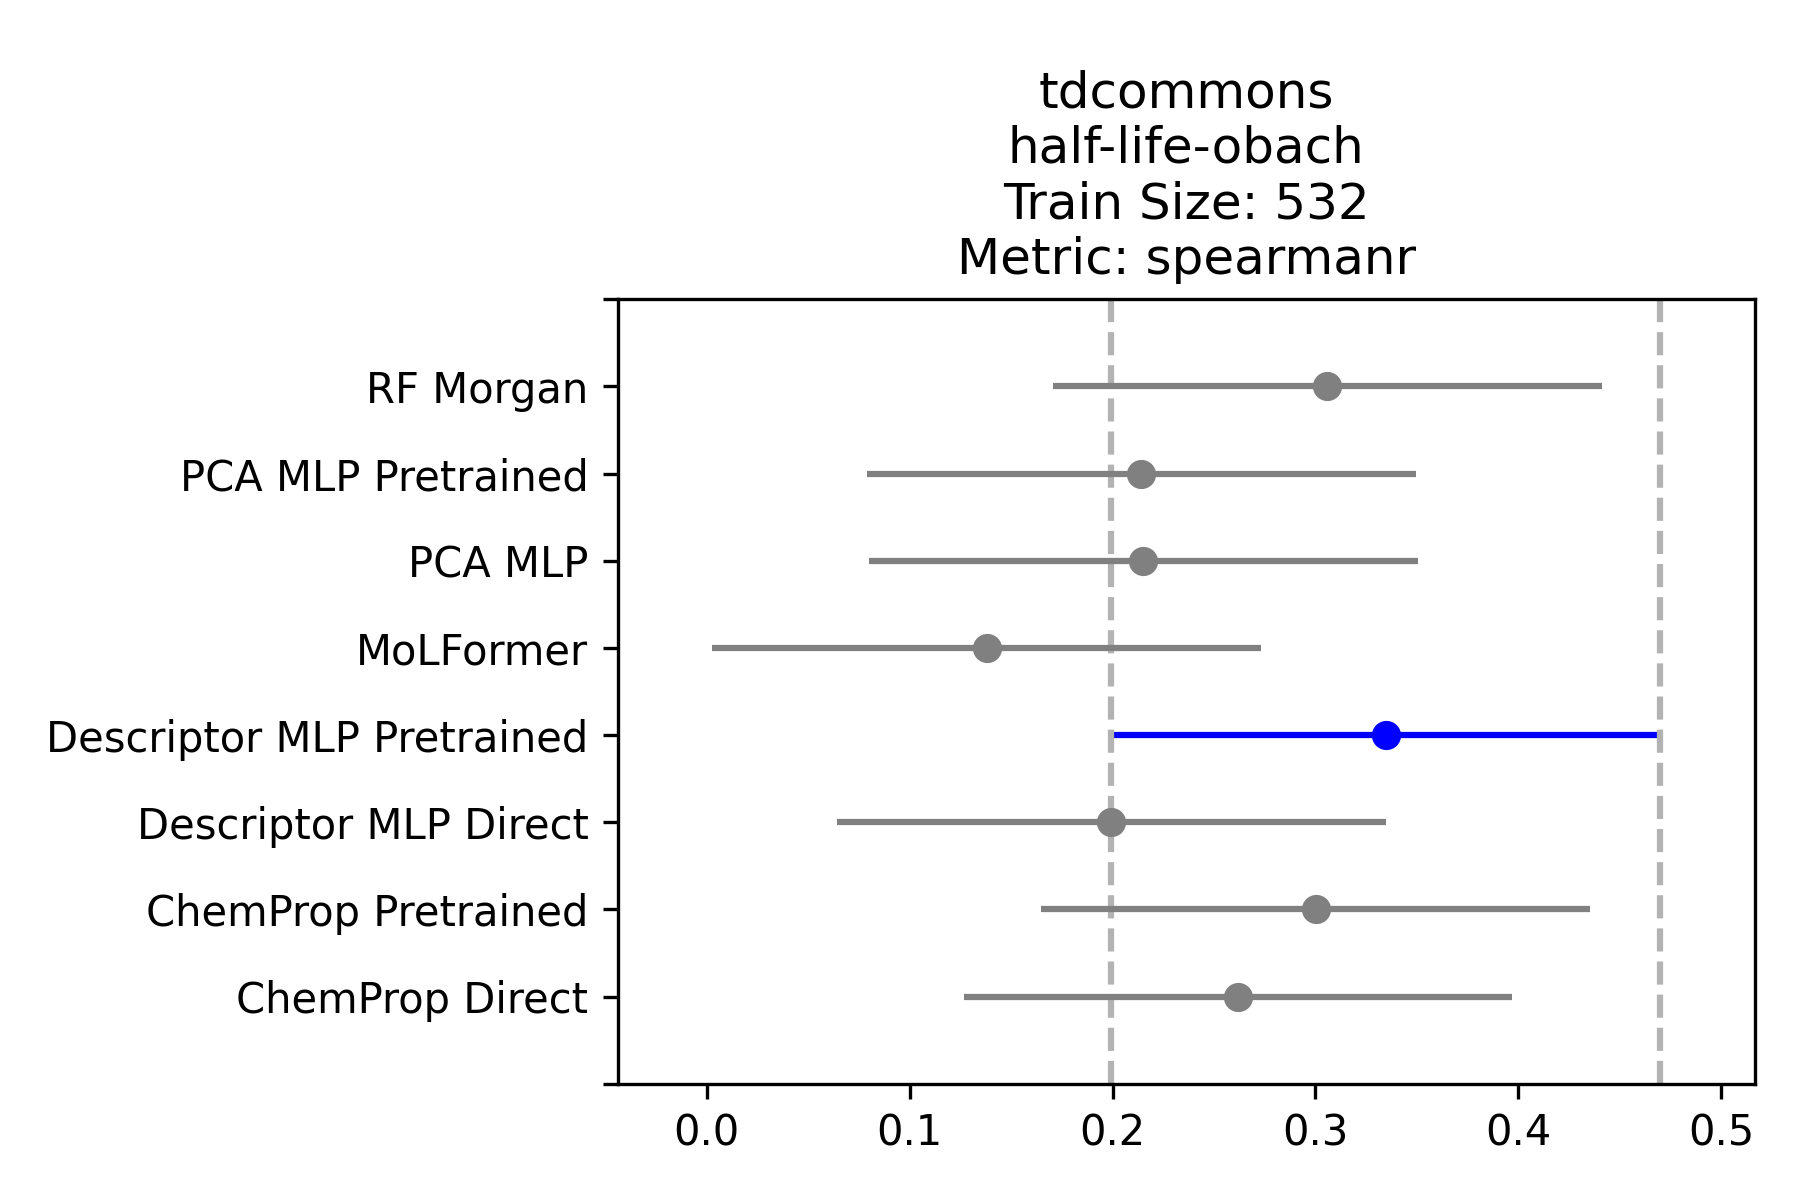 tdcommons
half-life-obach
Train Size: 532
Metric: spearmanr
RF Morgan
PCA MLP Pretrained
PCA MLP
MoLFormer
Descriptor MLP Pretrained
Descriptor MLP Direct
ChemProp Pretrained
ChemProp Direct
0.0 0.1 0.2 0.3 0.4 0.5